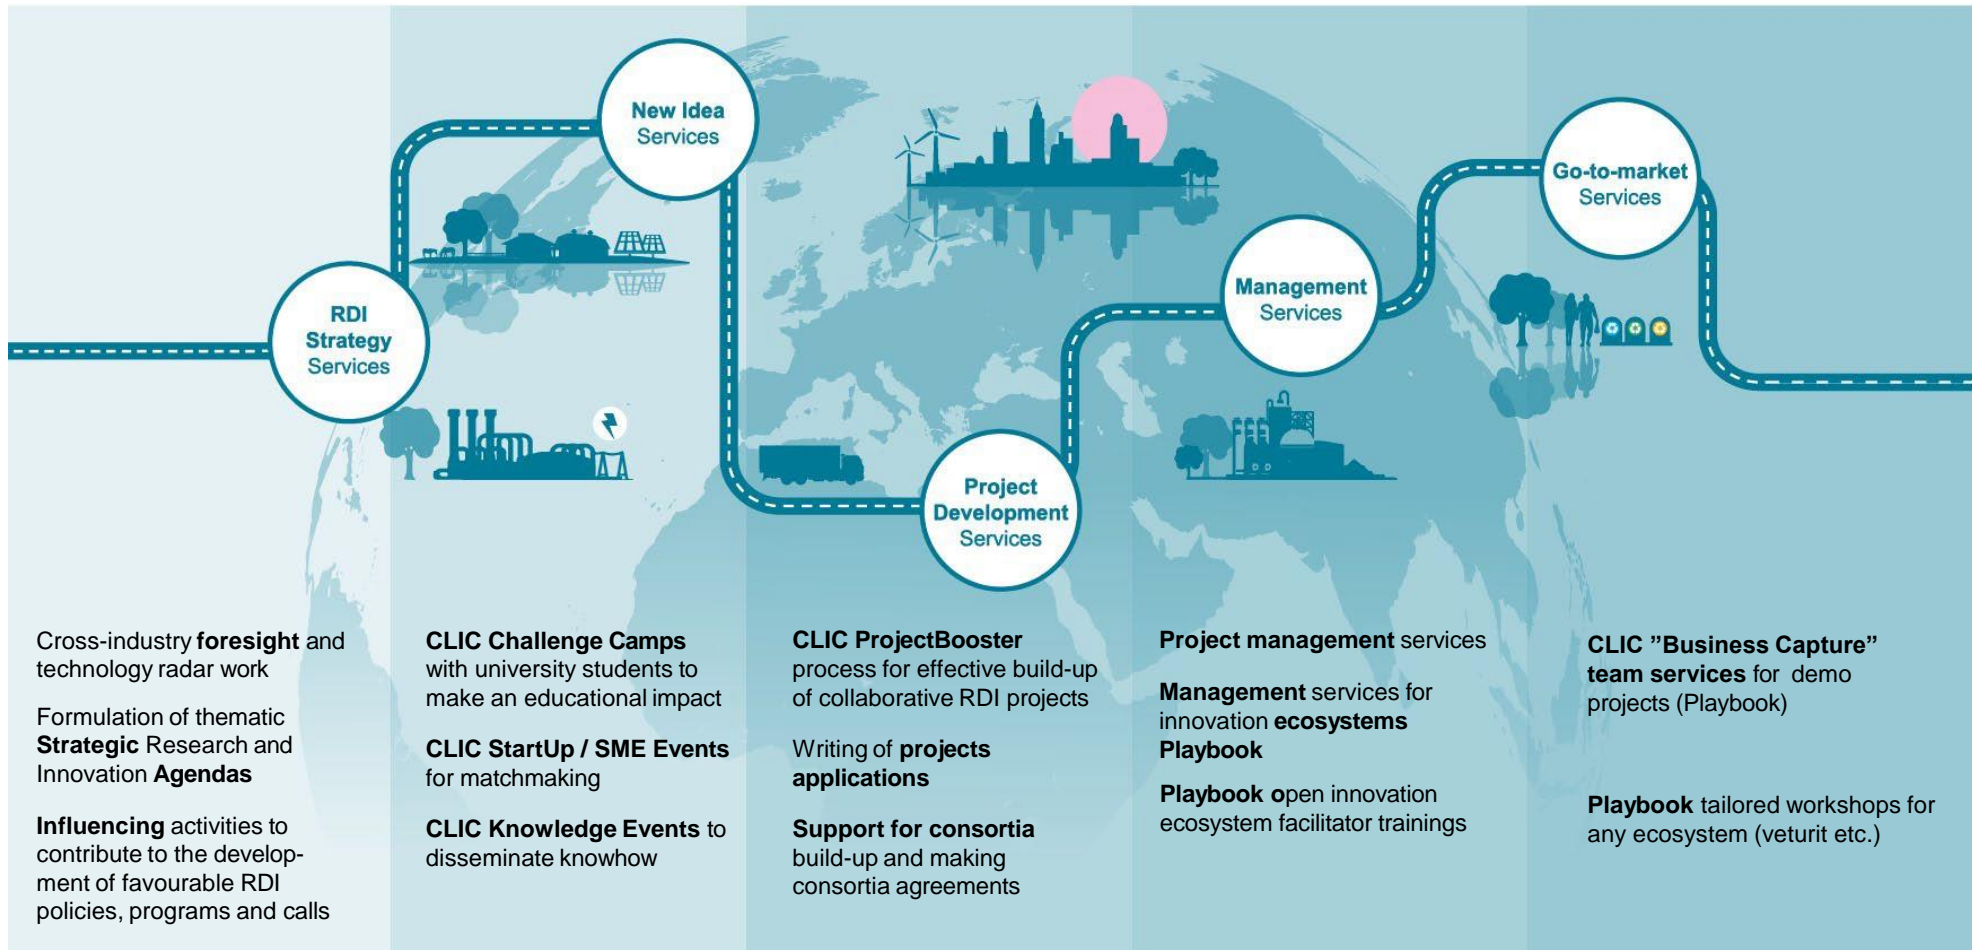 New Idea
Services
Go-to-market
Services
Management
Services
RDI
Strategy
Services
Project
Development
Services
Cross-industry foresight and
technology radar work
Formulation of thematic
Strategic Research and
Innovation Agendas
Influencing activities to
contribute to the develop-
ment of favourable RDI
policies, programs and calls
CLIC Challenge Camps
with university students to
make an educational impact
CLIC StartUp / SME Events
for matchmaking
CLIC Knowledge Events to
disseminate knowhow
CLIC ProjectBooster
process for effective build-up
of collaborative RDI projects
Writing of projects
applications
Support for consortia
build-up and making
consortia agreements
Project management services
Management services for
innovation ecosystems
Playbook
Playbook open innovation
ecosystem facilitator trainings
CLIC ”Business Capture”
team services for demo
projects (Playbook)
Playbook tailored workshops for
any ecosystem (veturit etc.)